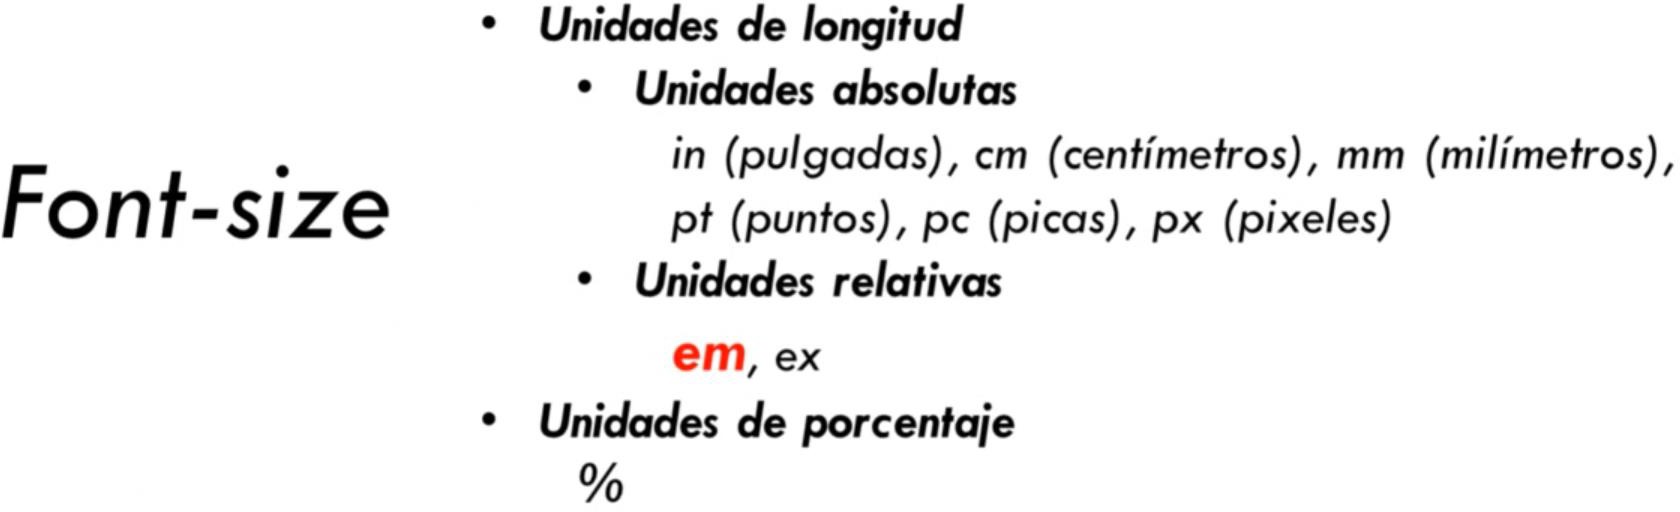 Font-size
• Unidades de longitud
• Unidades absolutas
in (pulgadas), cm (centímetros), mm (milímetros),
pt (puntos), pc (picas), px (pixeles)
• Unidades relativas
em, ex
• Unidades de porcentaje
%